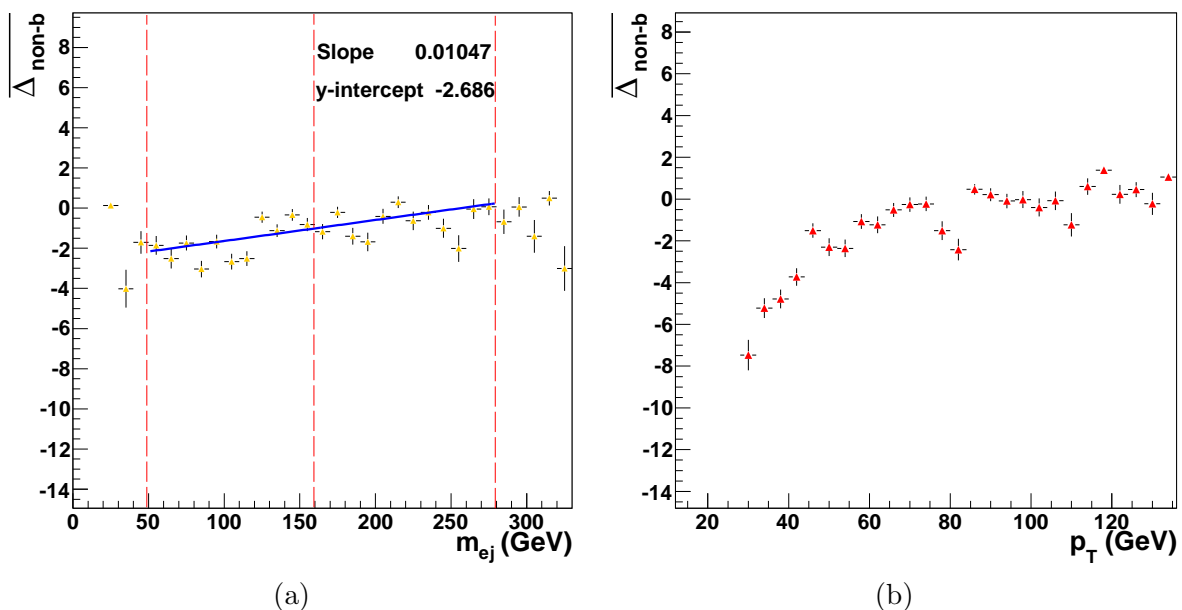 Δ non-b
8
6
4
2
0
-2
-4
-6
-8
-10
-12
-14
Slope 0.01047
y-intercept -2.686
0 50 100 150 200 250 300
m_ej (GeV)
(a)
Δ non-b
8
6
4
2
0
-2
-4
-6
-8
-10
-12
-14
20 40 60 80 100 120
p_T (GeV)
(b)